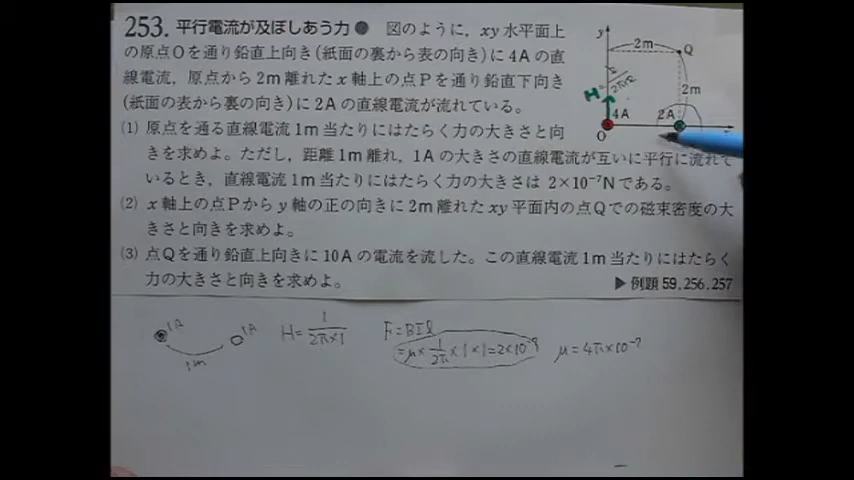 253. 平行電流が及ぼしあう力 ● 図のように,xy水平面上
の原点Oを通り鉛直上向き(紙面の裏から表の向き)に4Aの直
線電流,原点から2m離れたx軸上の点Pを通り鉛直下向き
(紙面の表から裏の向き)に2Aの直線電流が流れている。
(1) 原点を通る直線電流1m当たりにはたらく力の大きさと向
きを求めよ。ただし,距離1m離れ,1Aの大きさの直線電流が互いに平行に流れて
いるとき,直線電流1m当たりにはたらく力の大きさは 2×10⁻⁷Nである。
(2) x軸上の点Pからy軸の正の向きに2m離れたxy平面内の点Qでの磁束密度の大
きさと向きを求めよ。
(3) 点Qを通り鉛直上向きに10Aの電流を流した。この直線電流1m当たりにはたらく
力の大きさと向きを求めよ。
▶例題 59,256,257
y
2m
Q
2m
H=
4A
2A
O
1A
1A
1m
H=1/2π×1
F=BIl
=μ×1/2π×1×1=2×10
μ=4π×10⁻⁷